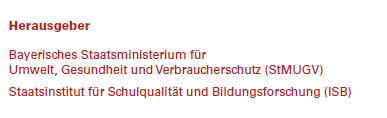 Herausgeber
Bayerisches Staatsministerium für
Umwelt, Gesundheit und Verbraucherschutz (StMUGV)
Staatsinstitut für Schulqualität und Bildungsforschung (ISB)